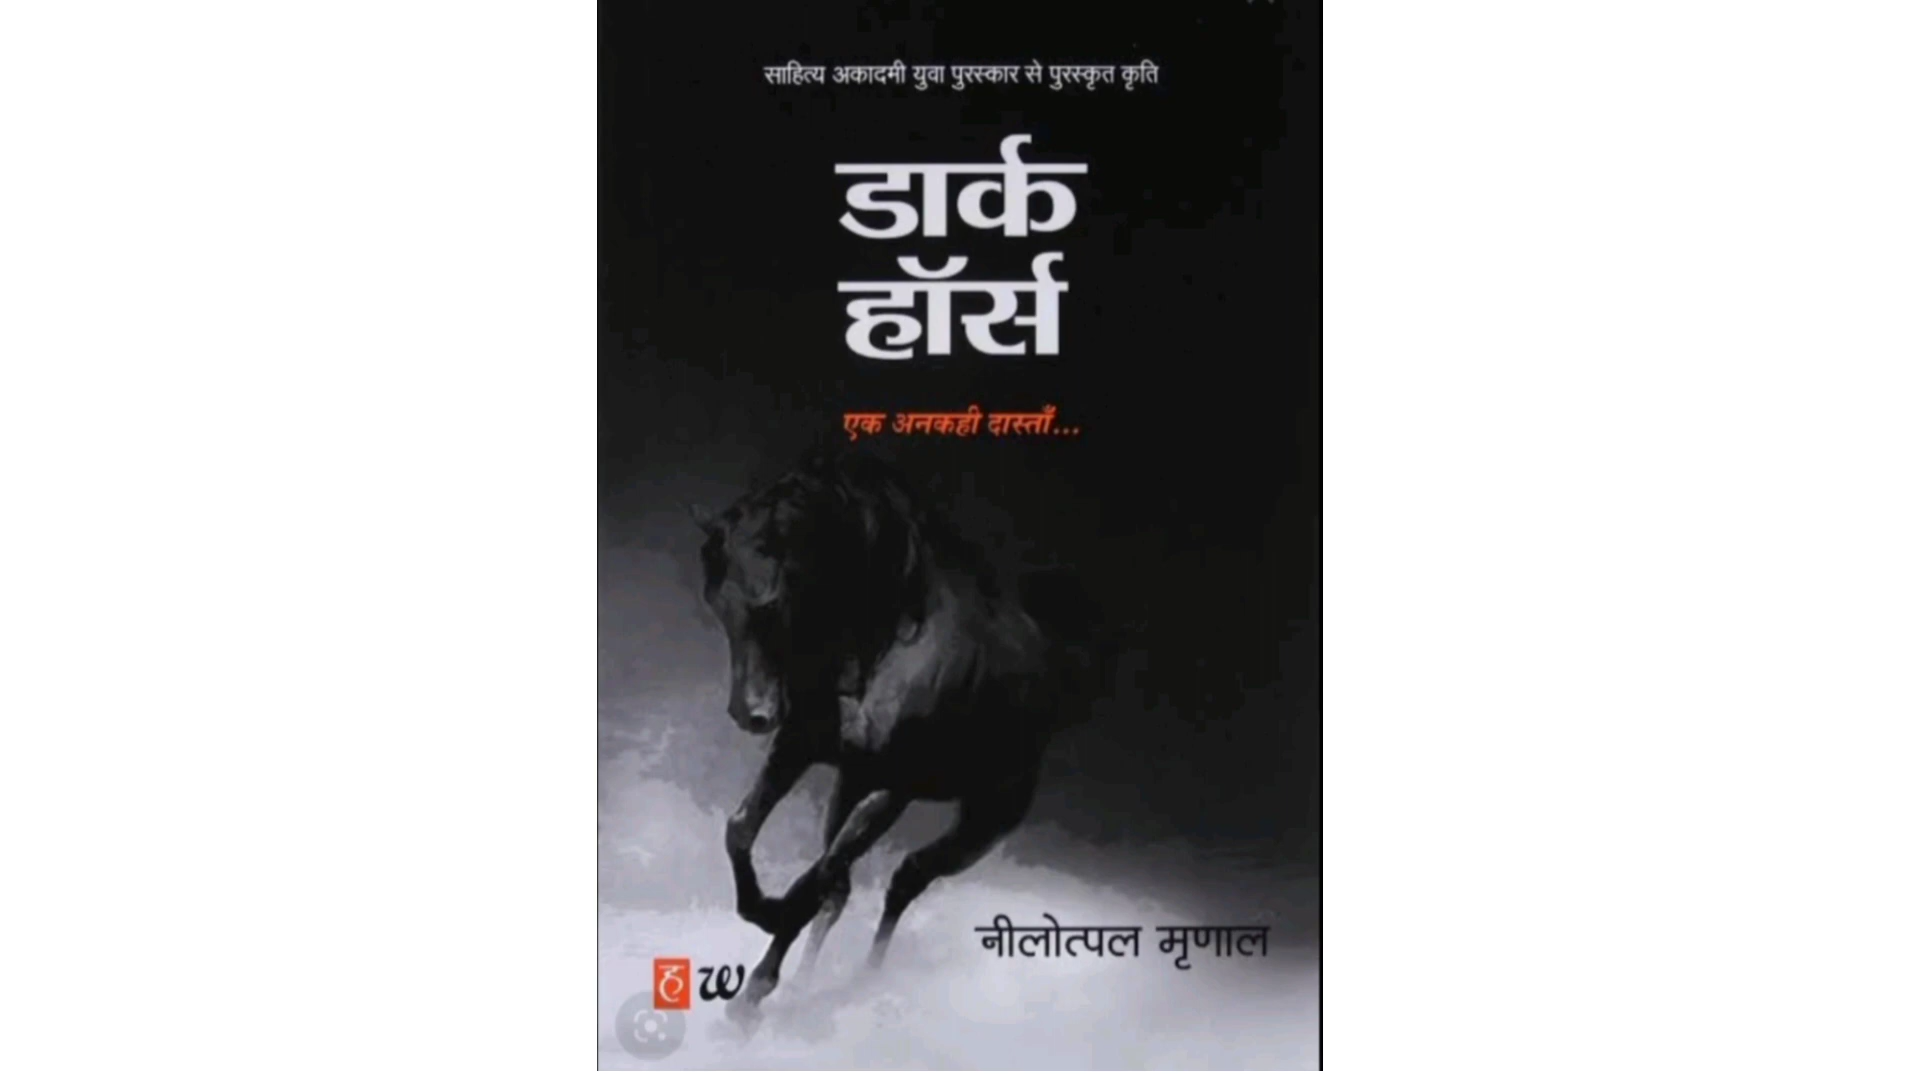 साहित्य अकादमी युवा पुरस्कार से पुरस्कृत कृति
डार्क
हॉर्स
एक अनकही दास्ताँ...
नीलोत्पल मृणाल
ह w